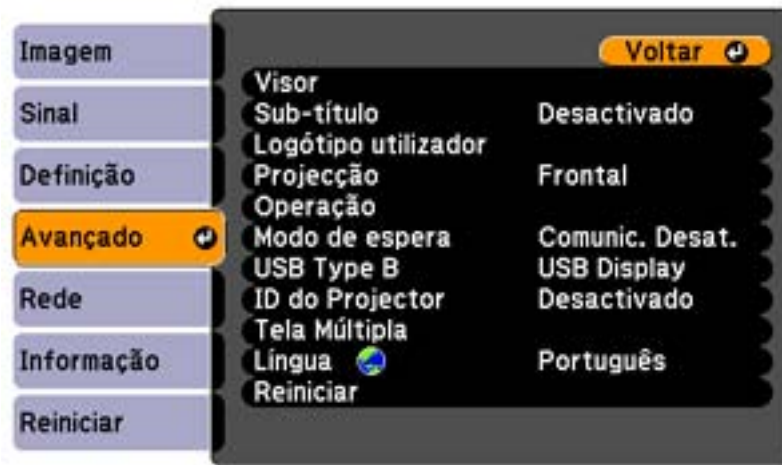 Imagem
Sinal
Definição
Avançado
Rede
Informação
Reiniciar
Voltar
Visor
Sub-título Desactivado
Logótipo utilizador
Projecção Frontal
Operação
Modo de espera Comunic. Desat.
USB Type B USB Display
ID do Projector Desactivado
Tela Múltipla
Língua Português
Reiniciar